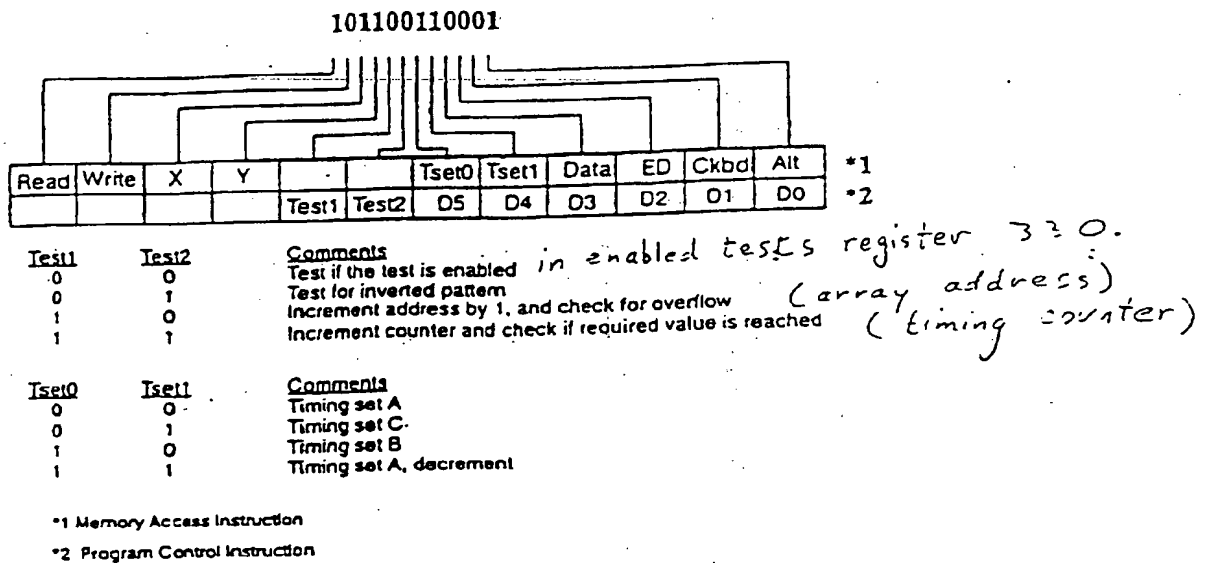 101100110001
Read Write X Y - Tset0 Tset1 Data ED Ckbd Alt *1
Test1 Test2 D5 D4 D3 D2 D1 D0 *2
Test1 Test2 Comments
0 0 Test if the test is enabled in enabled tests register
0 1 Test for inverted pattern
1 0 Increment address by 1, and check for overflow (array address)
1 1 Increment counter and check if required value is reached (timing counter)
Tset0 Tset1 Comments
0 0 Timing set A
0 1 Timing set C
1 0 Timing set B
1 1 Timing set A, decrement
*1 Memory Access Instruction
*2 Program Control Instruction